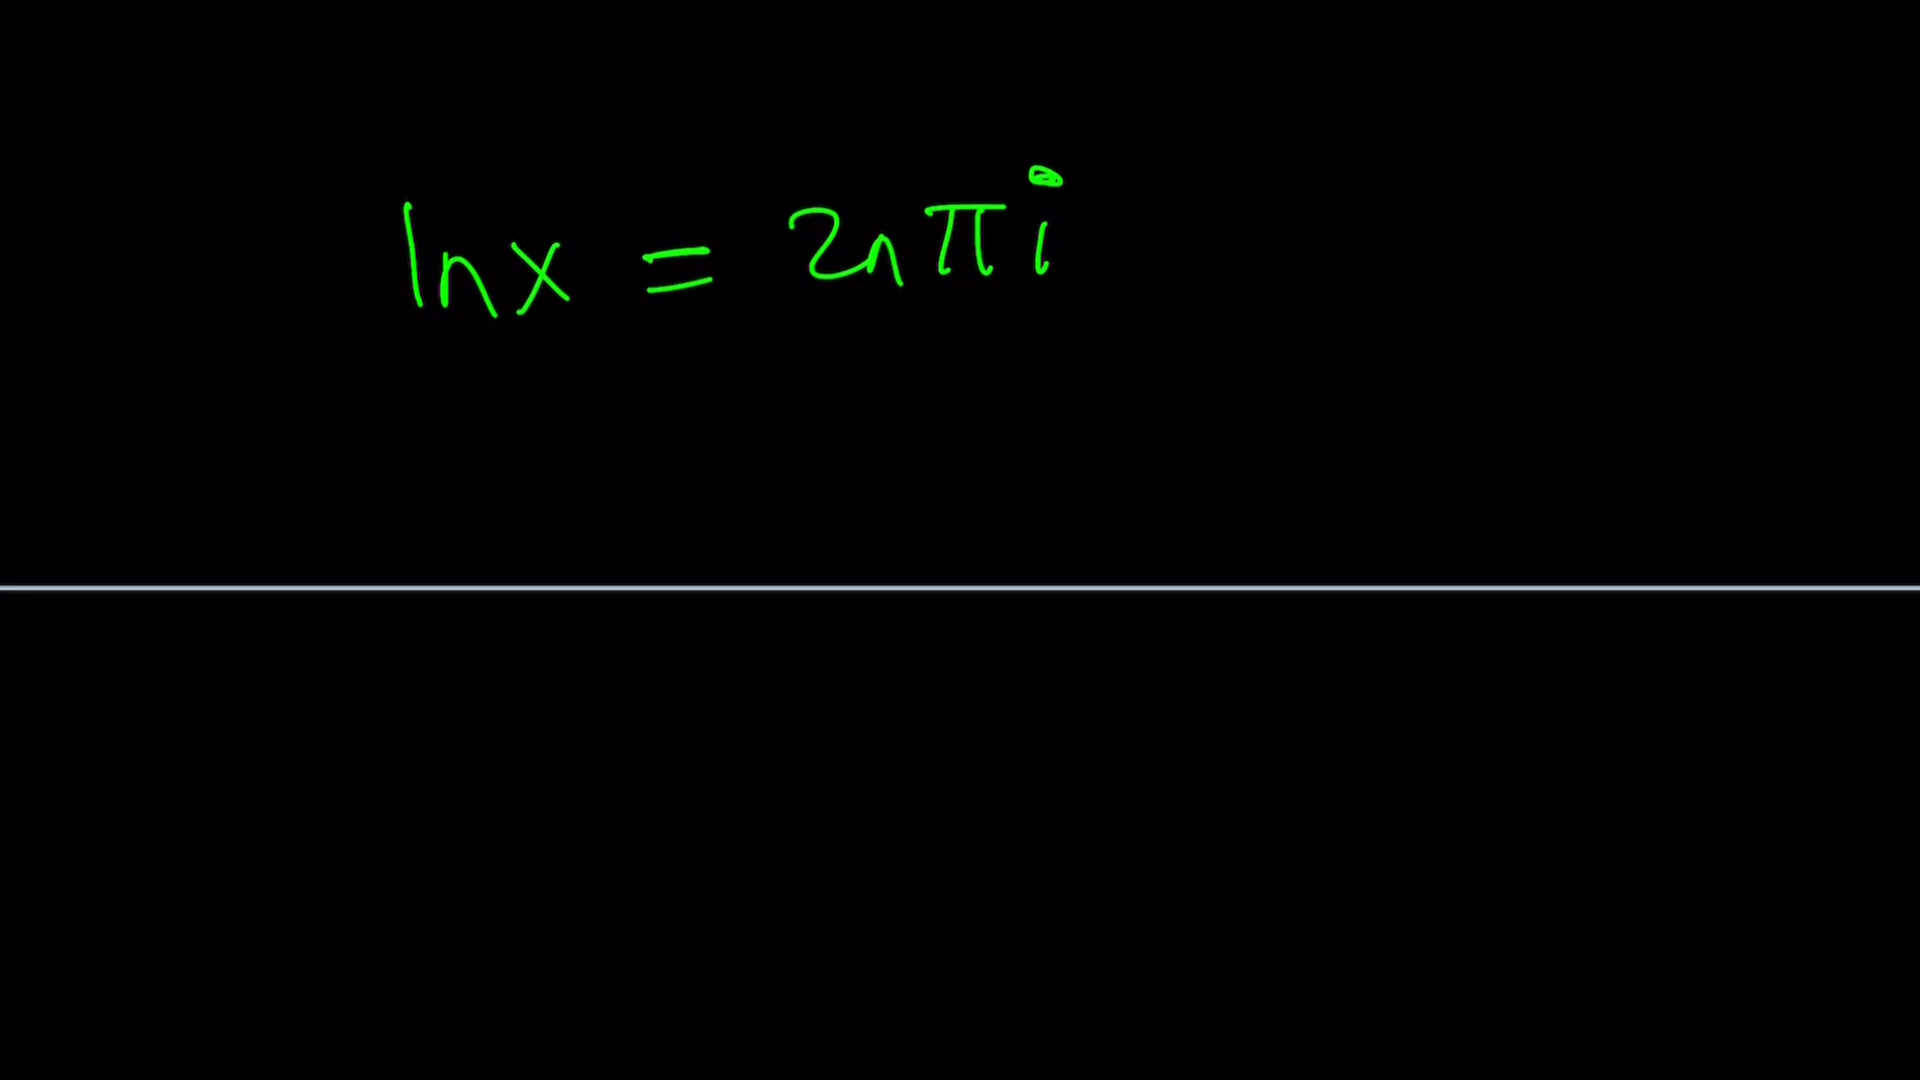 ln x = 2nπi